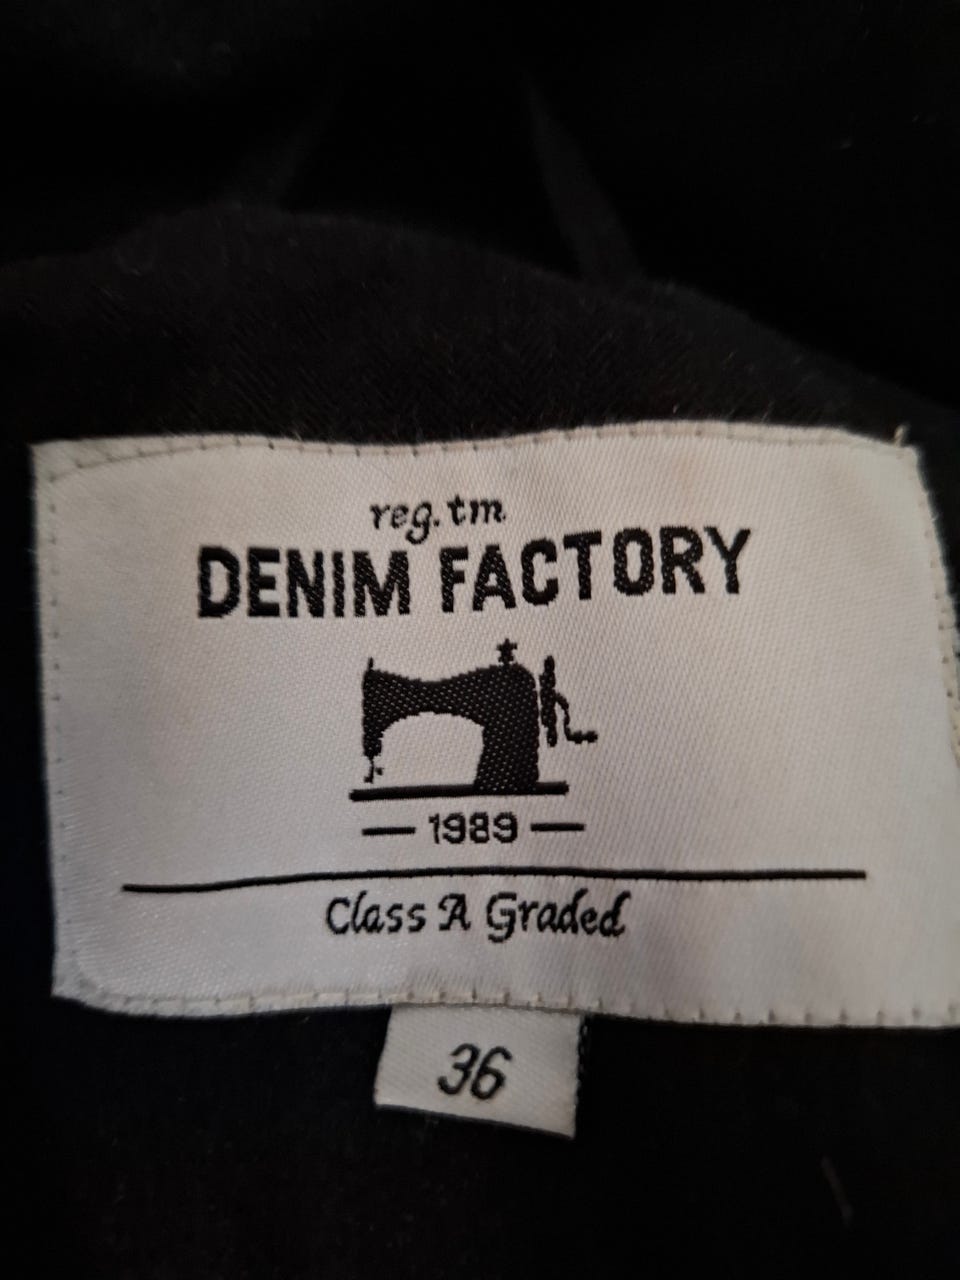 reg.tm
DENIM FACTORY
— 1989 —
Class A Graded
36